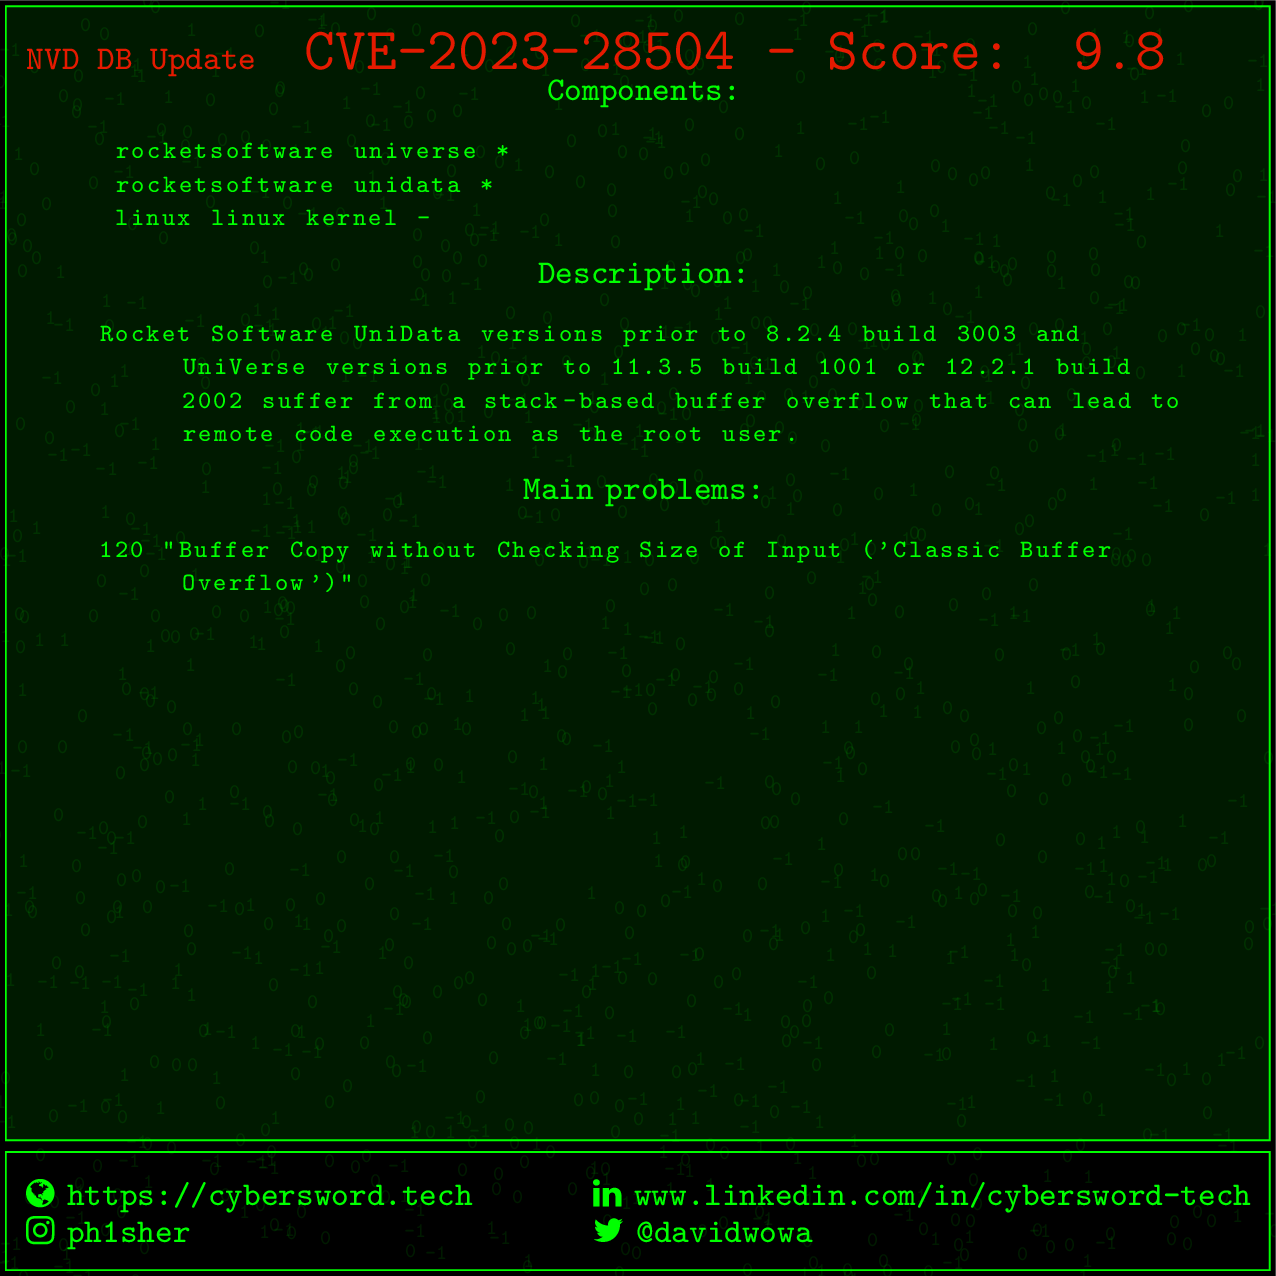 NVD DB Update CVE-2023-28504 - Score: 9.8
Components:
rocketsoftware universe *
rocketsoftware unidata *
linux linux kernel -
Description:
Rocket Software UniData versions prior to 8.2.4 build 3003 and
UniVerse versions prior to 11.3.5 build 1001 or 12.2.1 build
2002 suffer from a stack-based buffer overflow that can lead to
remote code execution as the root user.
Main problems:
120 "Buffer Copy without Checking Size of Input ('Classic Buffer
Overflow')"
https://cybersword.tech
www.linkedin.com/in/cybersword-tech
ph1sher
@davidwowa